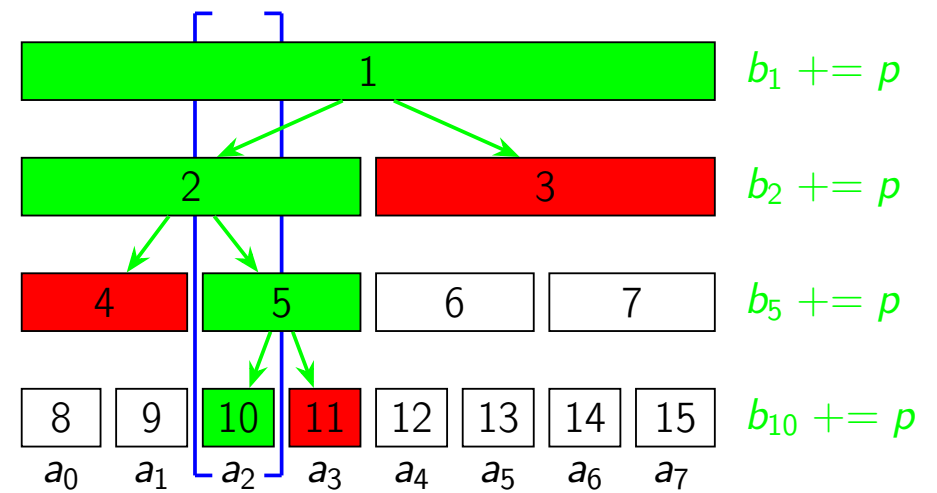 1 b₁ += p
2 3 b₂ += p
4 5 6 7 b₅ += p
8 9 10 11 12 13 14 15 b₁₀ += p
a₀ a₁ a₂ a₃ a₄ a₅ a₆ a₇